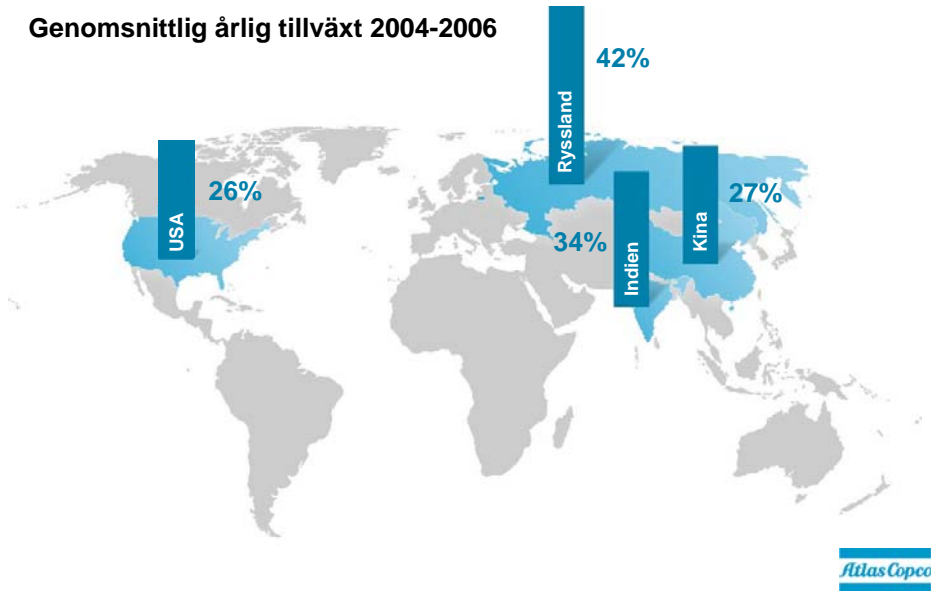 Genomsnittlig årlig tillväxt 2004-2006
42%
Ryssland
26%
USA
27%
Kina
34%
Indien
Atlas Copco